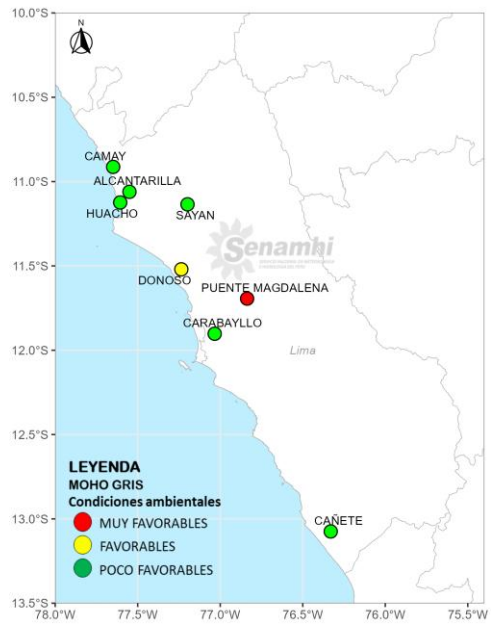 10.0°S
N
10.5°S
CAMAY
11.0°S
ALCANTARILLA
HUACHO
SAYAN
Senamhi
11.5°S
DONOSO
PUENTE MAGDALENA
CARABAYLLO
12.0°S
Lima
12.5°S
LEYENDA
MOHO GRIS
Condiciones ambientales
MUY FAVORABLES
FAVORABLES
POCO FAVORABLES
13.0°S
CAÑETE
13.5°S
78.0°W
77.5°W
77.0°W
76.5°W
76.0°W
75.5°W